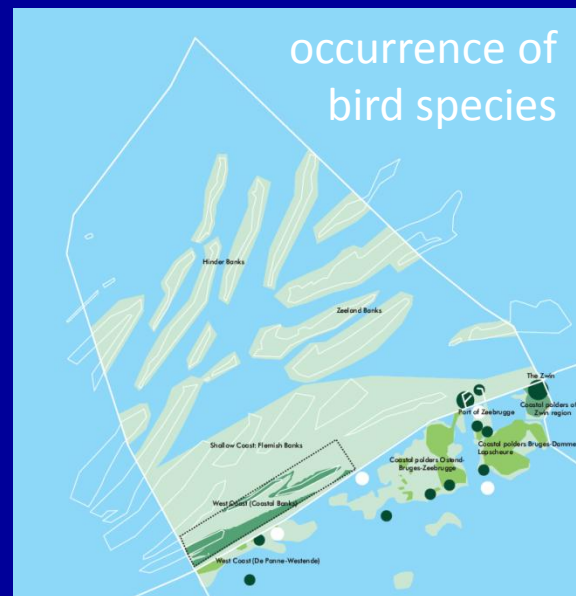 occurrence of
bird species
Hinder Banks
Zeeland Banks
The Zwin
Coastal polders of
Zwin region
Port of Zeebrugge
Shallow Coast: Flemish Banks
Coastal polders Ostend-
Bruges-Zeebrugge
Coastal polders Bruges-Damme-
Lapscheure
West Coast (Coastal Banks)
West Coast (De Panne-Westende)